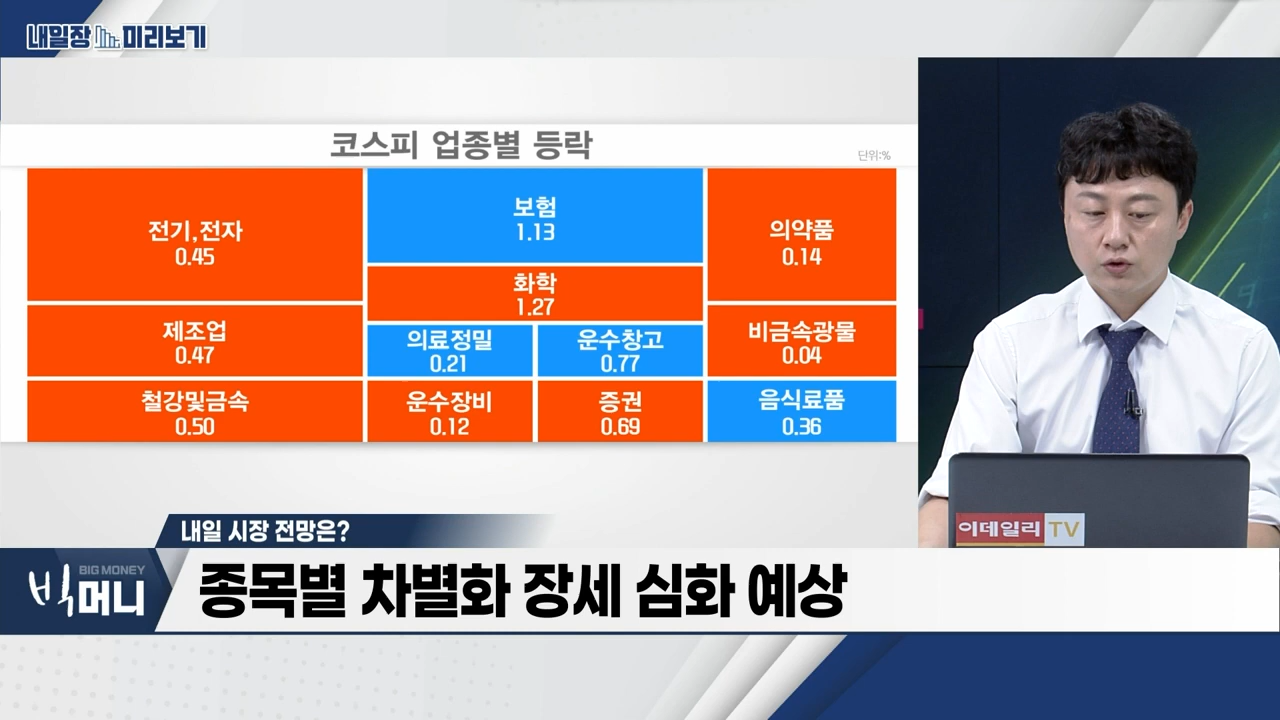 내일장 미리보기
코스피 업종별 등락
단위:%
전기,전자
0.45
보험
1.13
의약품
0.14
화학
1.27
제조업
0.47
의료정밀
0.21
운수창고
0.77
비금속광물
0.04
철강및금속
0.50
운수장비
0.12
증권
0.69
음식료품
0.36
이데일리TV
내일 시장 전망은?
BIG MONEY
빅머니
종목별 차별화 장세 심화 예상